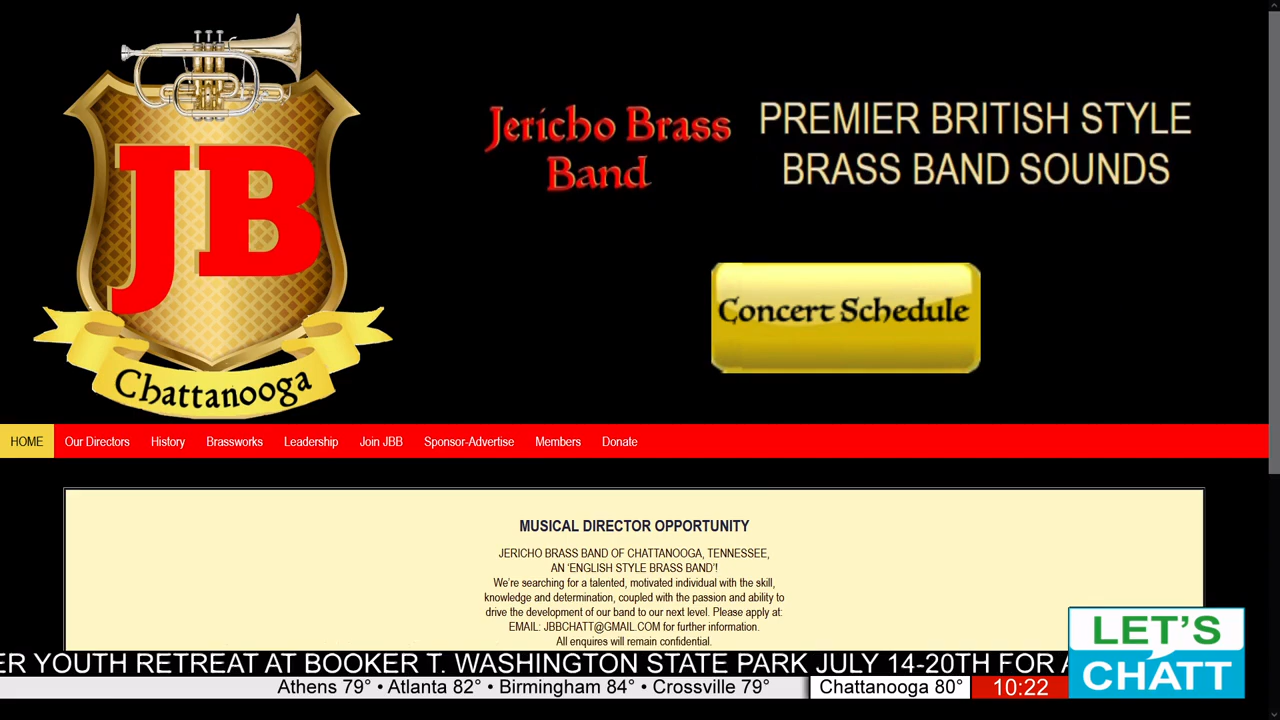 JB
Chattanooga
Jericho Brass
Band
PREMIER BRITISH STYLE
BRASS BAND SOUNDS
Concert Schedule
HOME Our Directors History Brassworks Leadership Join JBB Sponsor-Advertise Members Donate
MUSICAL DIRECTOR OPPORTUNITY
JERICHO BRASS BAND OF CHATTANOOGA, TENNESSEE,
AN ‘ENGLISH STYLE BRASS BAND’!
We’re searching for a talented, motivated individual with the skill,
knowledge and determination, coupled with the passion and ability to
drive the development of our band to our next level. Please apply at:
EMAIL: JBBCHATT@GMAIL.COM for further information.
All enquires will remain confidential.
ER YOUTH RETREAT AT BOOKER T. WASHINGTON STATE PARK JULY 14-20TH FOR A
Athens 79° • Atlanta 82° • Birmingham 84° • Crossville 79° Chattanooga 80° 10:22
LET’S
CHATT